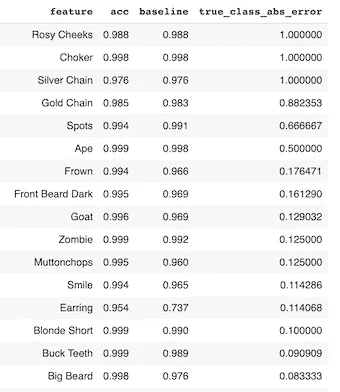 feature acc baseline true_class_abs_error
Rosy Cheeks 0.988 0.988 1.000000
Choker 0.998 0.998 1.000000
Silver Chain 0.976 0.976 1.000000
Gold Chain 0.985 0.983 0.882353
Spots 0.994 0.991 0.666667
Ape 0.999 0.998 0.500000
Frown 0.994 0.966 0.176471
Front Beard Dark 0.995 0.969 0.161290
Goat 0.996 0.969 0.129032
Zombie 0.999 0.992 0.125000
Muttonchops 0.995 0.960 0.125000
Smile 0.994 0.965 0.114286
Earring 0.954 0.737 0.114068
Blonde Short 0.999 0.990 0.100000
Buck Teeth 0.999 0.989 0.090909
Big Beard 0.998 0.976 0.083333